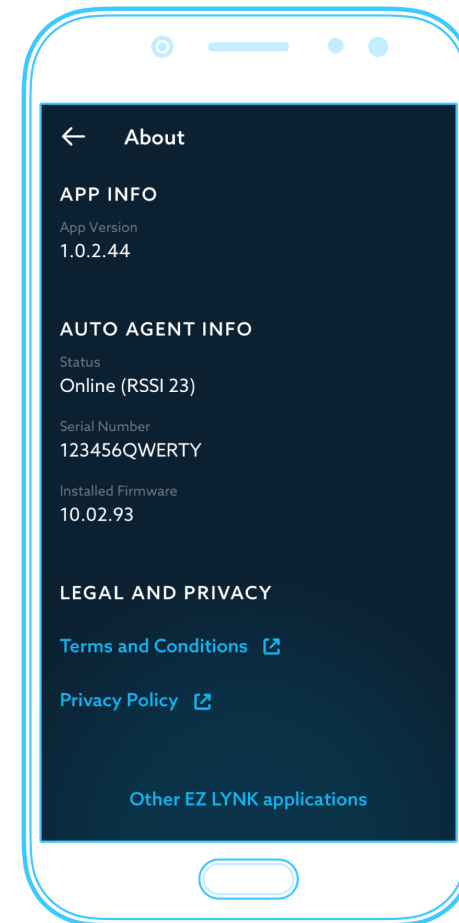 About
APP INFO
App Version
1.0.2.44
AUTO AGENT INFO
Status
Online (RSSI 23)
Serial Number
123456QWERTY
Installed Firmware
10.02.93
LEGAL AND PRIVACY
Terms and Conditions
Privacy Policy
Other EZ LYNK applications